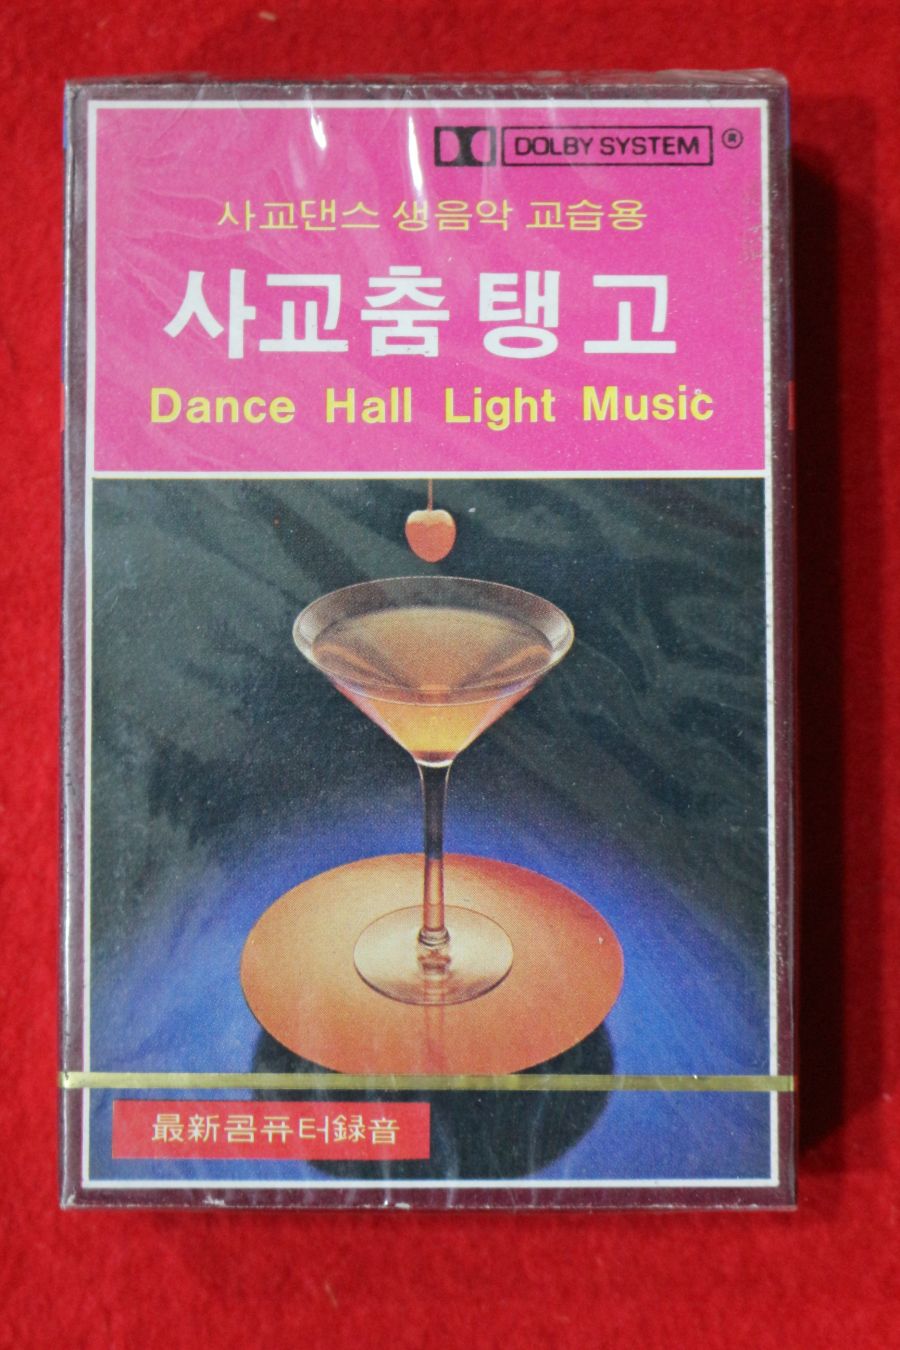 DOLBY SYSTEM ®
사교댄스 생음악 교습용
사교춤 탱고
Dance Hall Light Music
最新콤퓨터録音